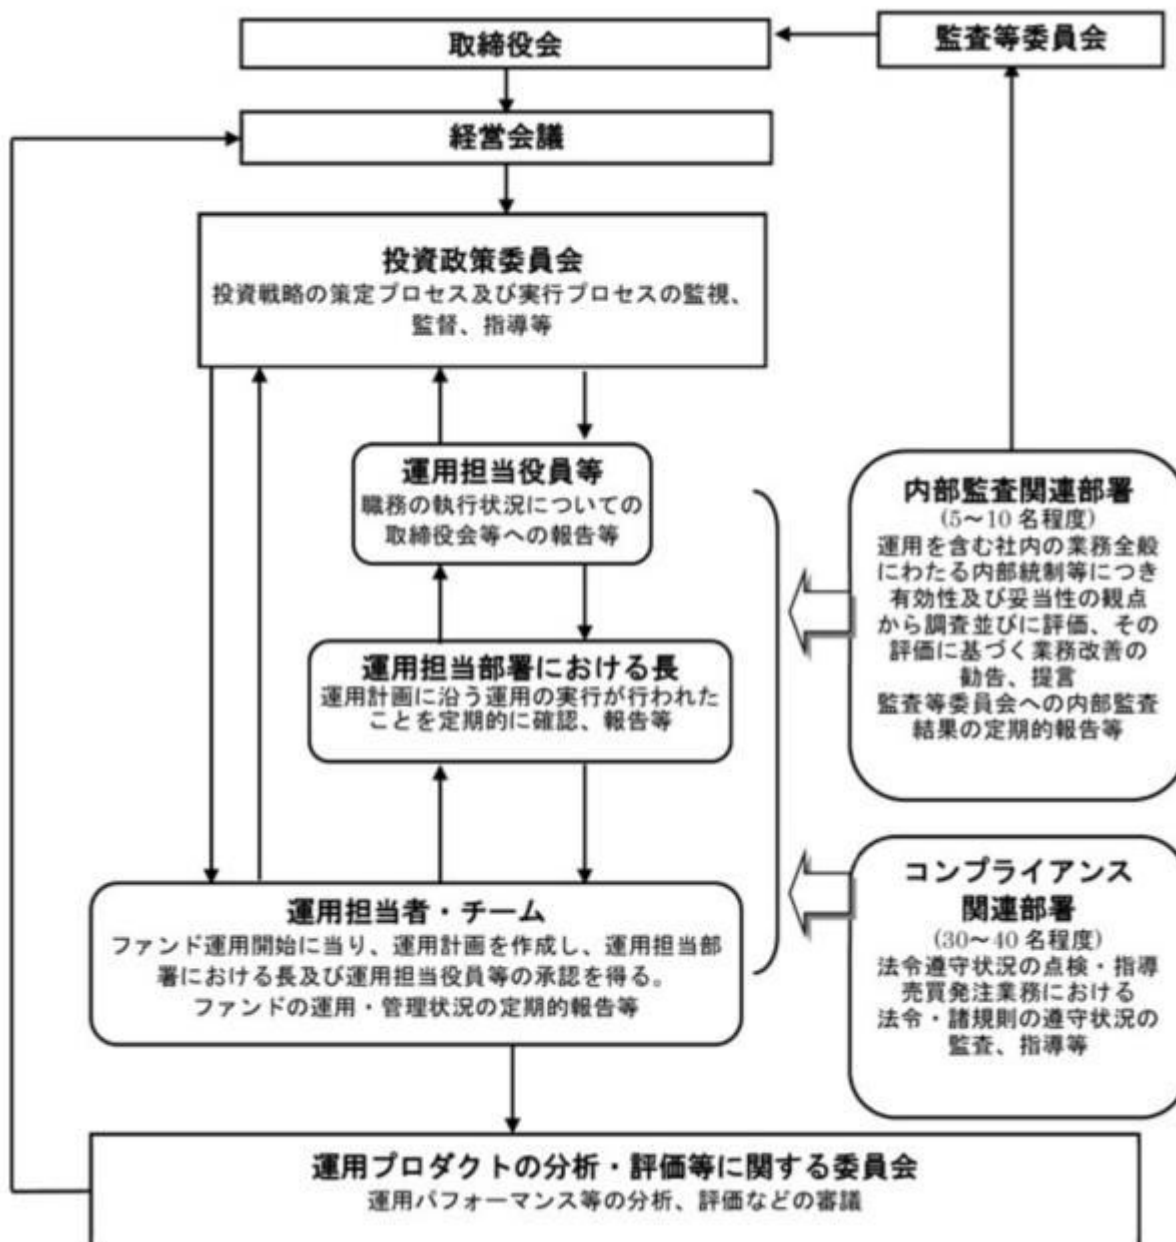 取締役会
監査等委員会
経営会議
投資政策委員会
投資戦略の策定プロセス及び実行プロセスの監視、
監督、指導等
運用担当役員等
職務の執行状況についての
取締役会等への報告等
運用担当部署における長
運用計画に沿う運用の実行が行われた
ことを定期的に確認、報告等
運用担当者・チーム
ファンド運用開始に当り、運用計画を作成し、運用担当部
署における長及び運用担当役員等の承認を得る。
ファンドの運用・管理状況の定期的報告等
内部監査関連部署
(5～10 名程度)
運用を含む社内の業務全般
にわたる内部統制等につき
有効性及び妥当性の観点
から調査並びに評価、その
評価に基づく業務改善の
勧告、提言
監査等委員会への内部監査
結果の定期的報告等
コンプライアンス
関連部署
(30～40 名程度)
法令遵守状況の点検・指導
売買発注業務における
法令・諸規則の遵守状況の
監査、指導等
運用プロダクトの分析・評価等に関する委員会
運用パフォーマンス等の分析、評価などの審議